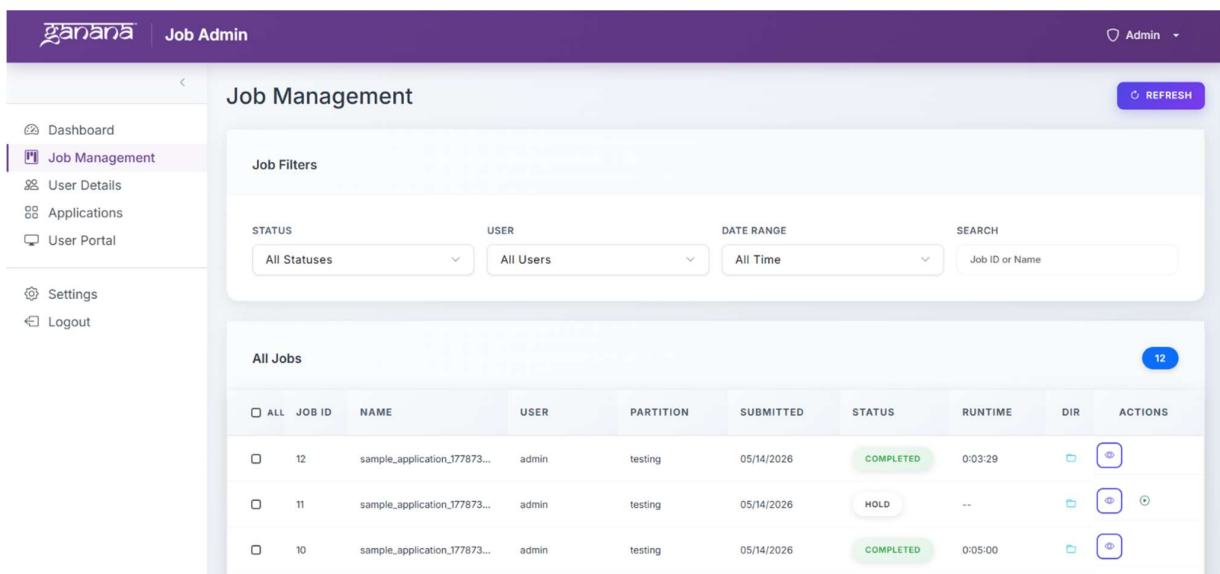 ganana Job Admin Admin
Job Management REFRESH
Dashboard
Job Management
User Details
Applications
User Portal
Settings
Logout
Job Filters
STATUS USER DATE RANGE SEARCH
All Statuses All Users All Time Job ID or Name
All Jobs 12
ALL JOB ID NAME USER PARTITION SUBMITTED STATUS RUNTIME DIR ACTIONS
12 sample_application_177873... admin testing 05/14/2026 COMPLETED 0:03:29
11 sample_application_177873... admin testing 05/14/2026 HOLD --
10 sample_application_177873... admin testing 05/14/2026 COMPLETED 0:05:00